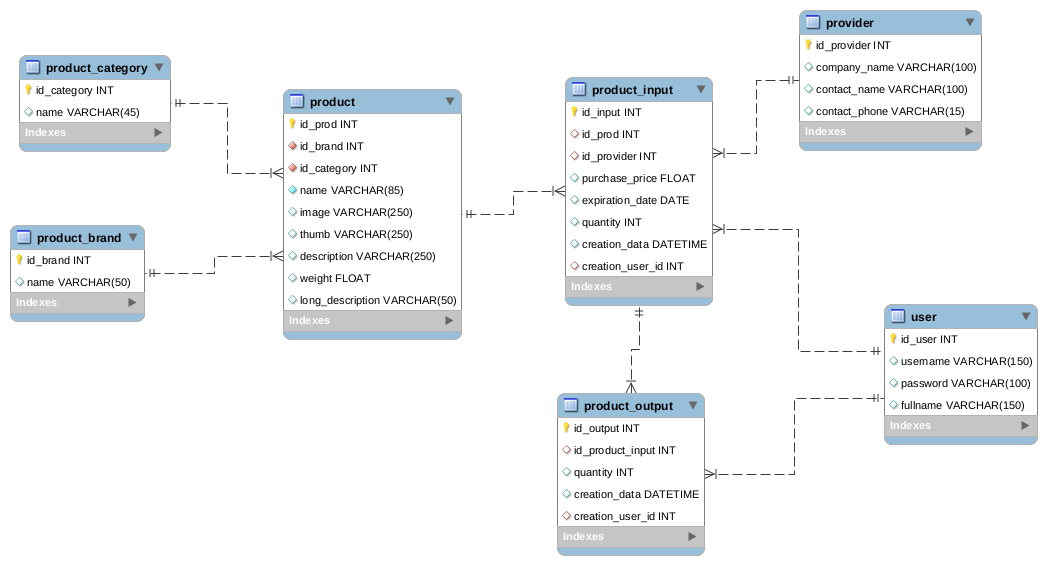 product_category
id_category INT
name VARCHAR(45)
Indexes
product_brand
id_brand INT
name VARCHAR(50)
Indexes
product
id_prod INT
id_brand INT
id_category INT
name VARCHAR(85)
image VARCHAR(250)
thumb VARCHAR(250)
description VARCHAR(250)
weight FLOAT
long_description VARCHAR(50)
Indexes
product_input
id_input INT
id_prod INT
id_provider INT
purchase_price FLOAT
expiration_date DATE
quantity INT
creation_data DATETIME
creation_user_id INT
Indexes
product_output
id_output INT
id_product_input INT
quantity INT
creation_data DATETIME
creation_user_id INT
Indexes
provider
id_provider INT
company_name VARCHAR(100)
contact_name VARCHAR(100)
contact_phone VARCHAR(15)
Indexes
user
id_user INT
username VARCHAR(150)
password VARCHAR(100)
fullname VARCHAR(150)
Indexes